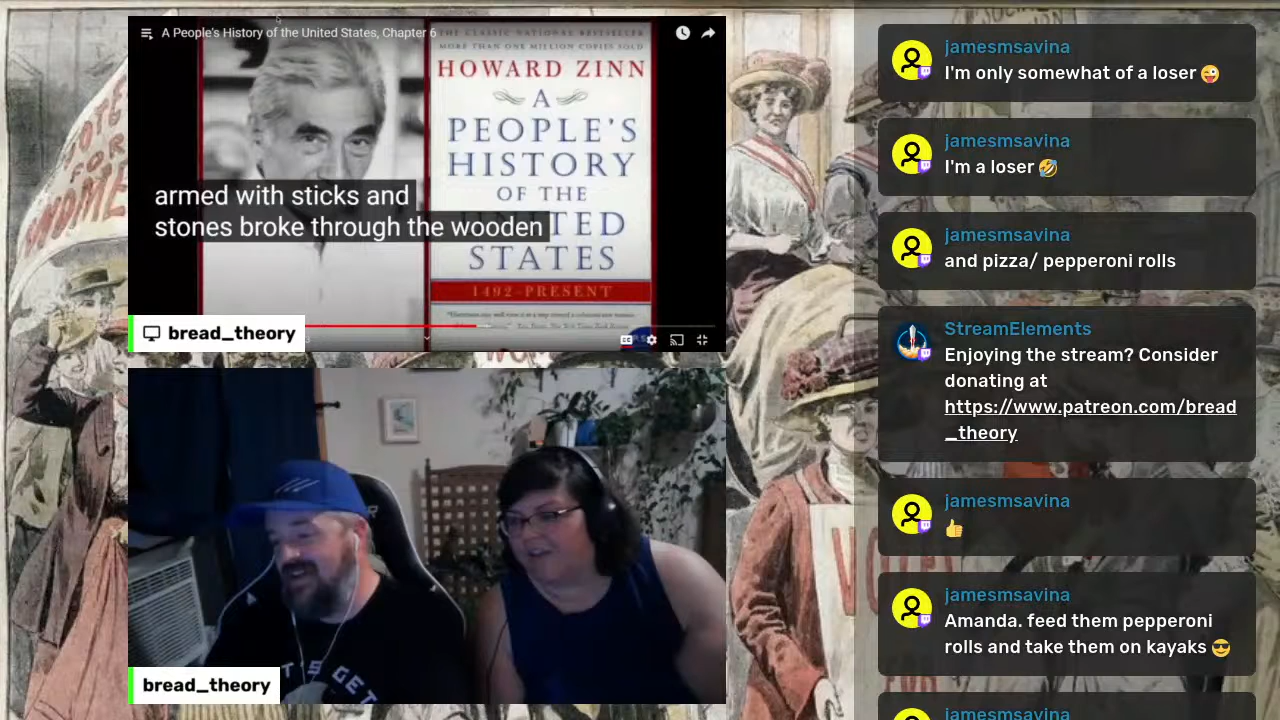 A People's History of the United States, Chapter 6
THE CLASSIC NATIONAL BESTSELLER
MORE THAN ONE MILLION COPIES SOLD
HOWARD ZINN
A
PEOPLE'S
HISTORY
OF THE
STATES
1492–PRESENT
armed with sticks and
stones broke through the wooden
bread_theory
bread_theory
T'S GET
VOTES
FOR
WOMEN
jamesmsavina
I'm only somewhat of a loser 😜
jamesmsavina
I'm a loser 🤣
jamesmsavina
and pizza/ pepperoni rolls
StreamElements
Enjoying the stream? Consider
donating at
https://www.patreon.com/bread
_theory
jamesmsavina
👍
jamesmsavina
Amanda. feed them pepperoni
rolls and take them on kayaks 😎
jamesmsavina